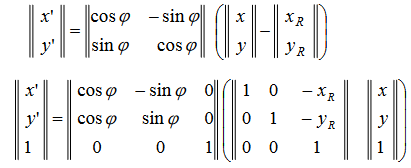 ‖x'‖ = ‖cos φ  − sin φ‖ (‖x‖ − ‖x_R‖)
‖y'‖   ‖sin φ  cos φ‖ (‖y‖   ‖y_R‖)
‖x'‖   ‖cos φ  − sin φ  0‖ (‖1  0  − x_R‖  ‖x‖
‖y'‖ = ‖cos φ  sin φ  0‖ (‖0  1  − y_R‖  ‖y‖
‖1‖   ‖0  0  1‖ (‖0  0  1‖  ‖1‖